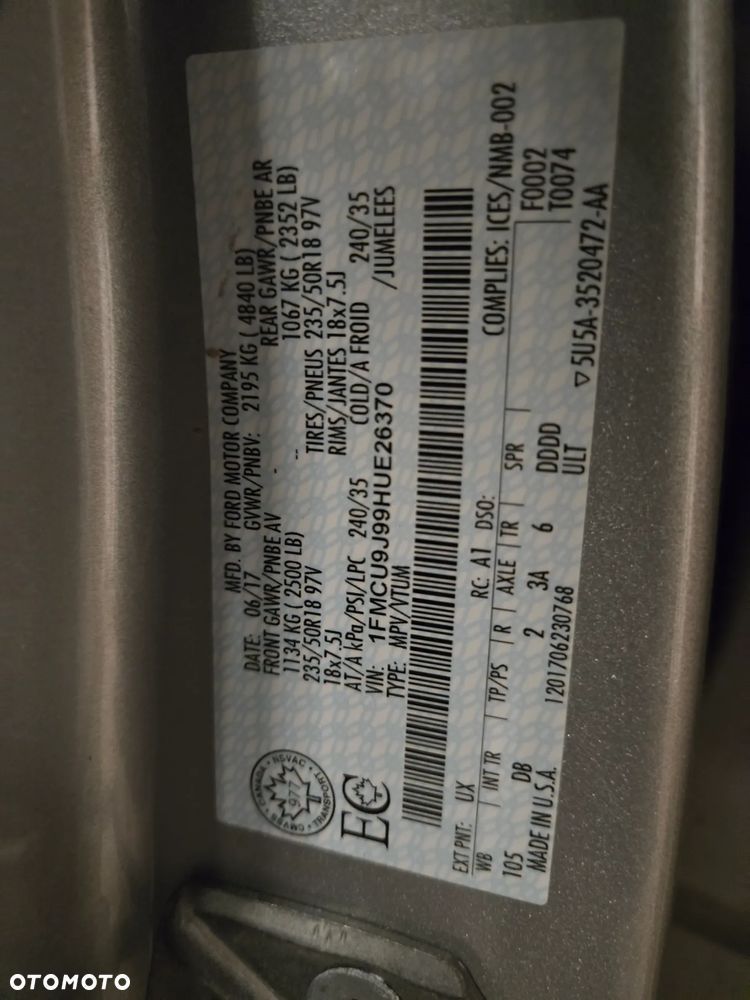 MFD. BY FORD MOTOR COMPANY
DATE: 06/17 GVWR/PNBV: 2195 KG ( 4840 LB)
FRONT GAWR/PNBE AV REAR GAWR/PNBE AR
1134 KG ( 2500 LB) 1067 KG ( 2352 LB)
235/50R18 97V TIRES/PNEUS 235/50R18 97V
18x7.5J RIMS/JANTES 18x7.5J
AT/A kPa/PSI/LPC 240/35 COLD/A FROID 240/35
VIN: 1FMCU9J99HUE26370 /JUMELEES
TYPE: MPV/VTUM
CANADA • NSVAC • TRANSPORT • CMVSS •
977
EC
EXT PNT: UX RC: A1 DSO: COMPLIES: ICES/NMB-002
WB INT TR TP/PS R AXLE TR SPR F0002
T0074
105 DB 2 3A 6 DDDD
ULT
MADE IN U.S.A. 1201706230768 ▽5U5A-3520472-AA
OTOMOTO